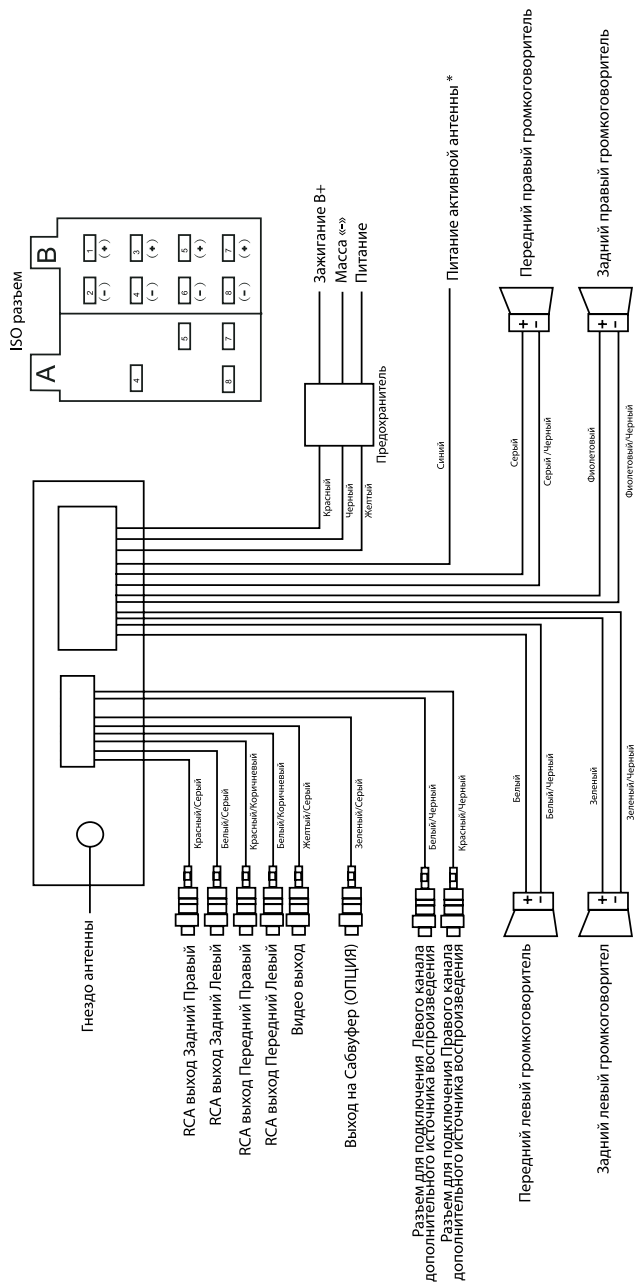 ISO разъем
A
B
1
(+)
3
(+)
5
(+)
7
(+)
2
(-)
4
(-)
6
(-)
8
(-)
5
7
4
8
Зажигание B+
Масса «-»
Питание
Предохранитель
Красный
Черный
Желтый
Питание активной антенны *
Синий
Передний правый громкоговоритель
+
-
Серый
Серый /Черный
Задний правый громкоговоритель
+
-
Фиолетовый
Фиолетовый/Черный
Гнездо антенны
Красный/Серый
Белый/Серый
Красный/Коричневый
Белый/Коричневый
Желтый/Серый
Зеленый/Серый
Белый/Черный
Красный/Черный
RCA выход Задний Правый
RCA выход Задний Левый
RCA выход Передний Правый
RCA выход Передний Левый
Видео выход
Выход на Сабвуфер (ОПЦИЯ)
Разъем для подключения Левого канала
дополнительного источника воспроизведения
Разъем для подключения Правого канала
дополнительного источника воспроизведения
Белый
Белый/Черный
+
-
Передний левый громкоговоритель
Зеленый
Зеленый/Черный
+
-
Задний левый громкоговорител